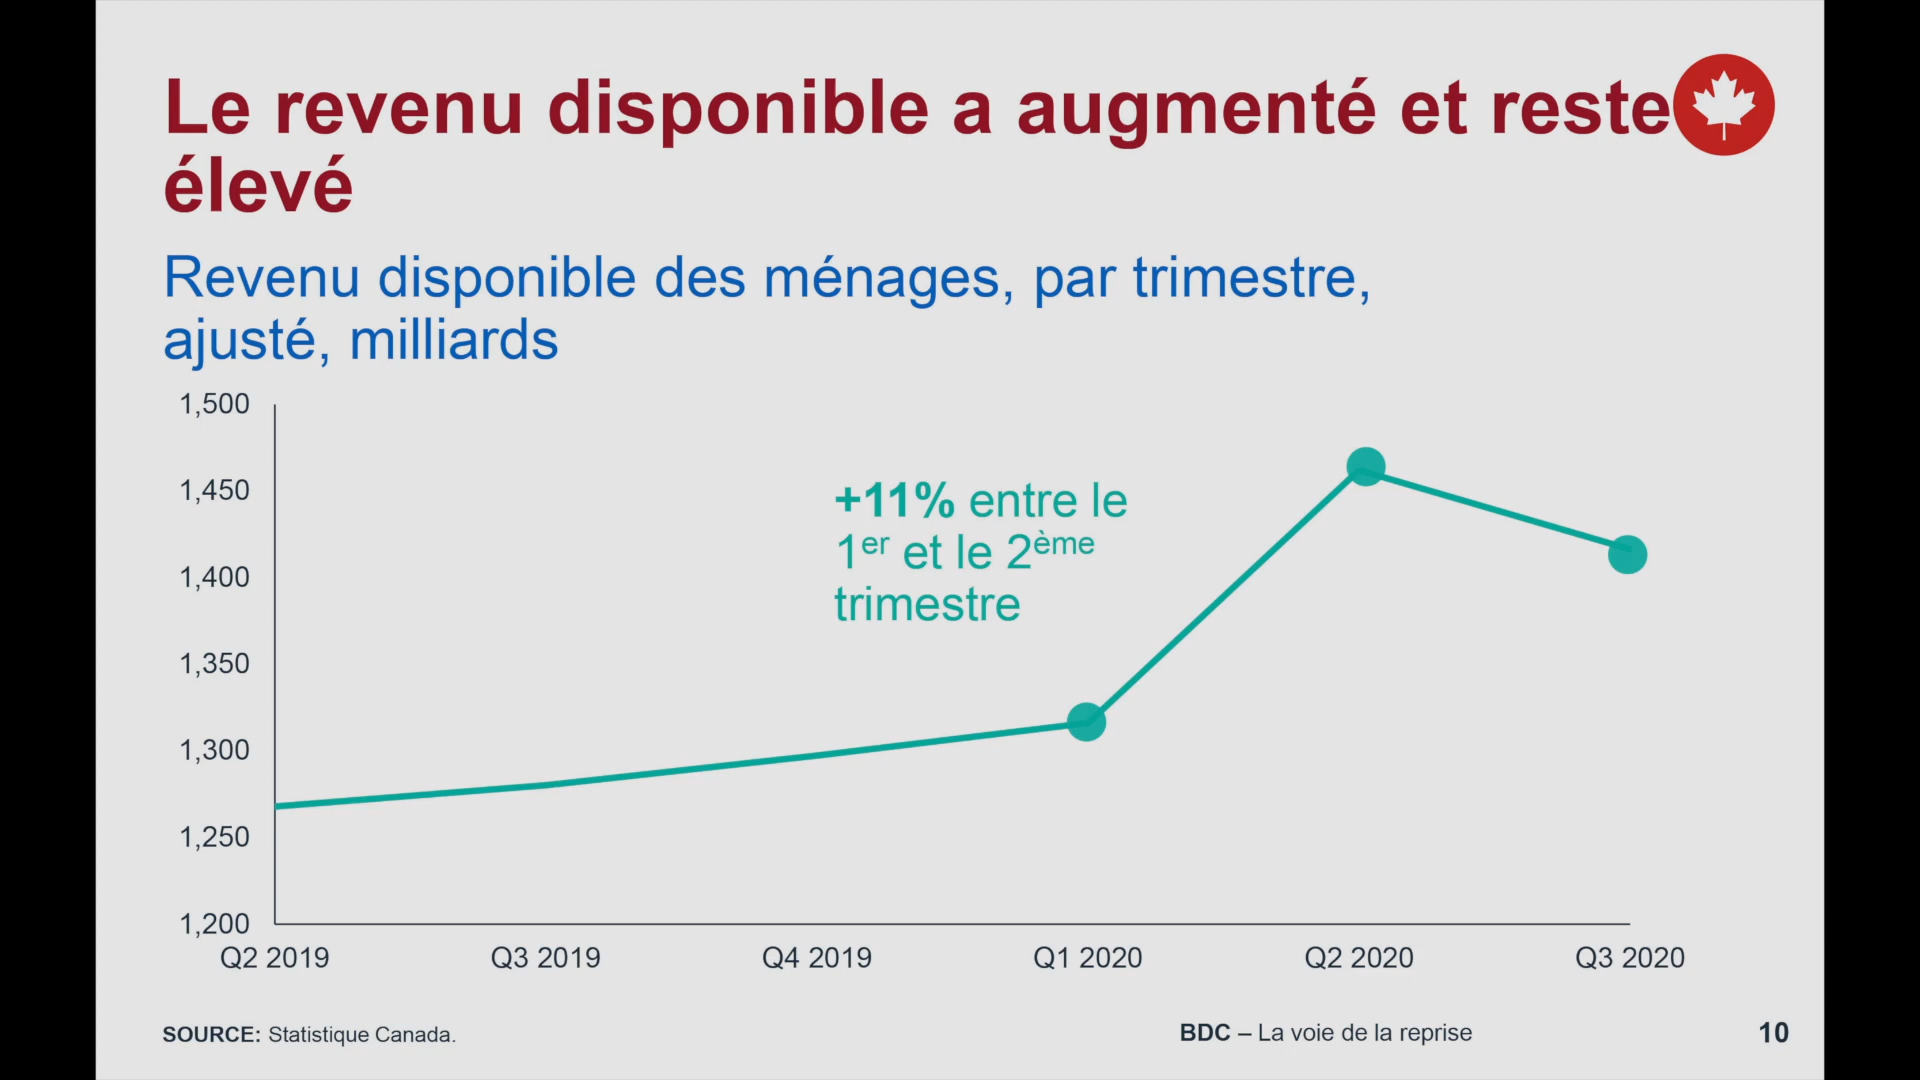 Le revenu disponible a augmenté et reste
élevé
Revenu disponible des ménages, par trimestre,
ajusté, milliards
1,500
1,450
1,400
1,350
1,300
1,250
1,200
+11% entre le
1er et le 2ème
trimestre
Q2 2019 Q3 2019 Q4 2019 Q1 2020 Q2 2020 Q3 2020
SOURCE: Statistique Canada.
BDC – La voie de la reprise
10